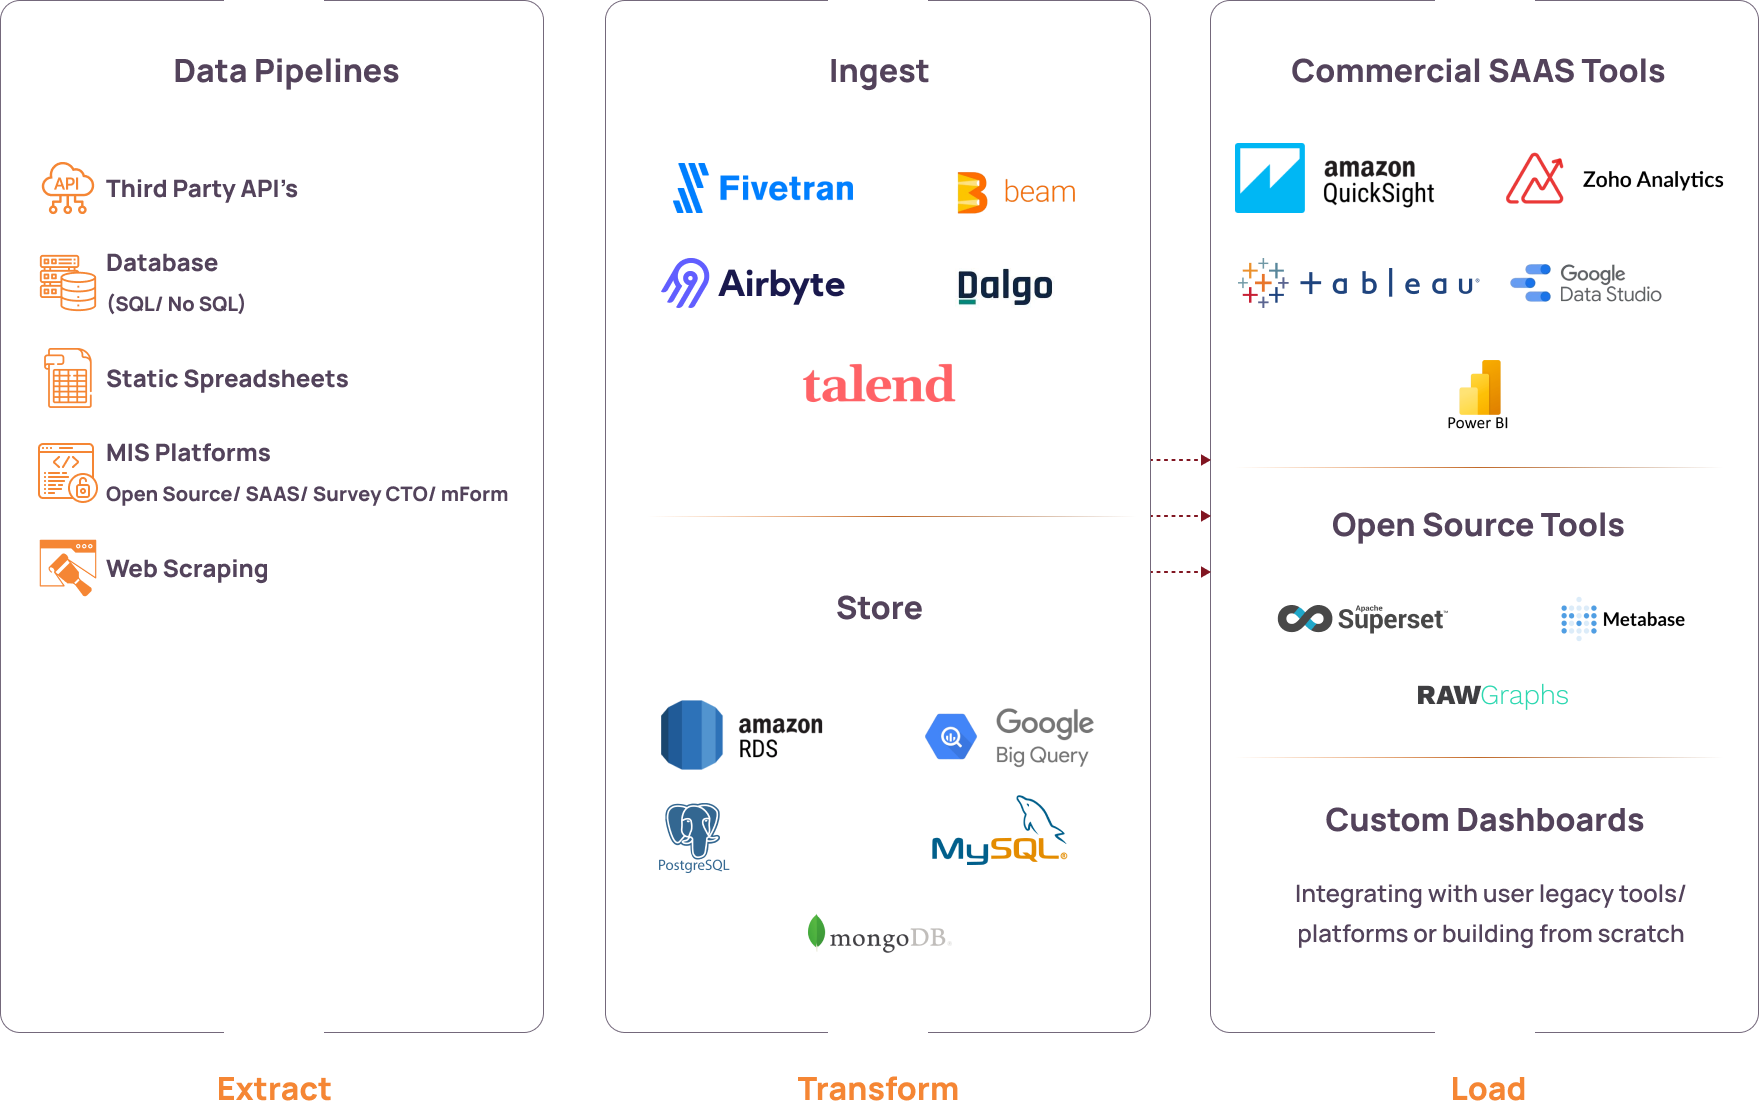 Data Pipelines
API
Third Party API's
Database
(SQL/ No SQL)
Static Spreadsheets
MIS Platforms
Open Source/ SAAS/ Survey CTO/ mForm
Web Scraping
Extract
Ingest
Fivetran
beam
Airbyte
Dalgo
talend
Store
amazon
RDS
Google
Big Query
PostgreSQL
MySQL®
mongoDB®
Transform
Commercial SAAS Tools
amazon
QuickSight
Zoho Analytics
+ableau®
Google
Data Studio
Power BI
Open Source Tools
Apache
Superset™
Metabase
RAWGraphs
Custom Dashboards
Integrating with user legacy tools/
platforms or building from scratch
Load